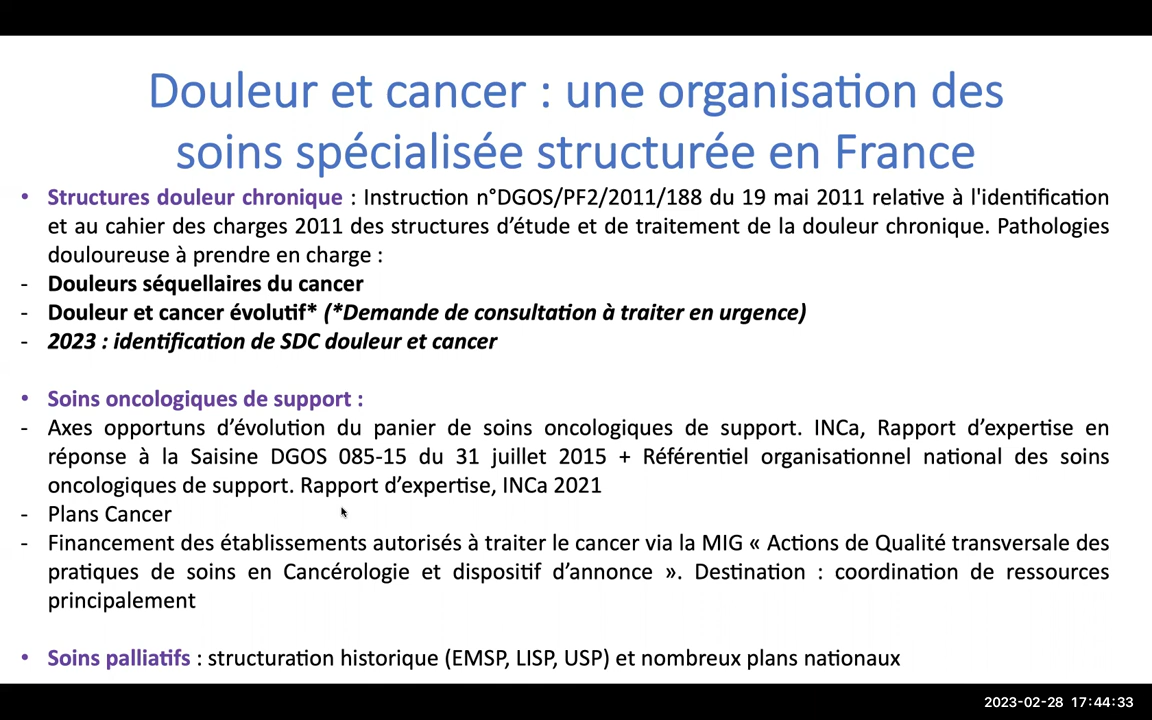 Douleur et cancer : une organisation des
soins spécialisée structurée en France
• Structures douleur chronique : Instruction n°DGOS/PF2/2011/188 du 19 mai 2011 relative à l'identification
et au cahier des charges 2011 des structures d’étude et de traitement de la douleur chronique. Pathologies
douloureuse à prendre en charge :
- Douleurs séquellaires du cancer
- Douleur et cancer évolutif* (*Demande de consultation à traiter en urgence)
- 2023 : identification de SDC douleur et cancer
• Soins oncologiques de support :
- Axes opportuns d’évolution du panier de soins oncologiques de support. INCa, Rapport d’expertise en
réponse à la Saisine DGOS 085-15 du 31 juillet 2015 + Référentiel organisationnel national des soins
oncologiques de support. Rapport d’expertise, INCa 2021
- Plans Cancer
- Financement des établissements autorisés à traiter le cancer via la MIG « Actions de Qualité transversale des
pratiques de soins en Cancérologie et dispositif d’annonce ». Destination : coordination de ressources
principalement
• Soins palliatifs : structuration historique (EMSP, LISP, USP) et nombreux plans nationaux
2023-02-28 17:44:33